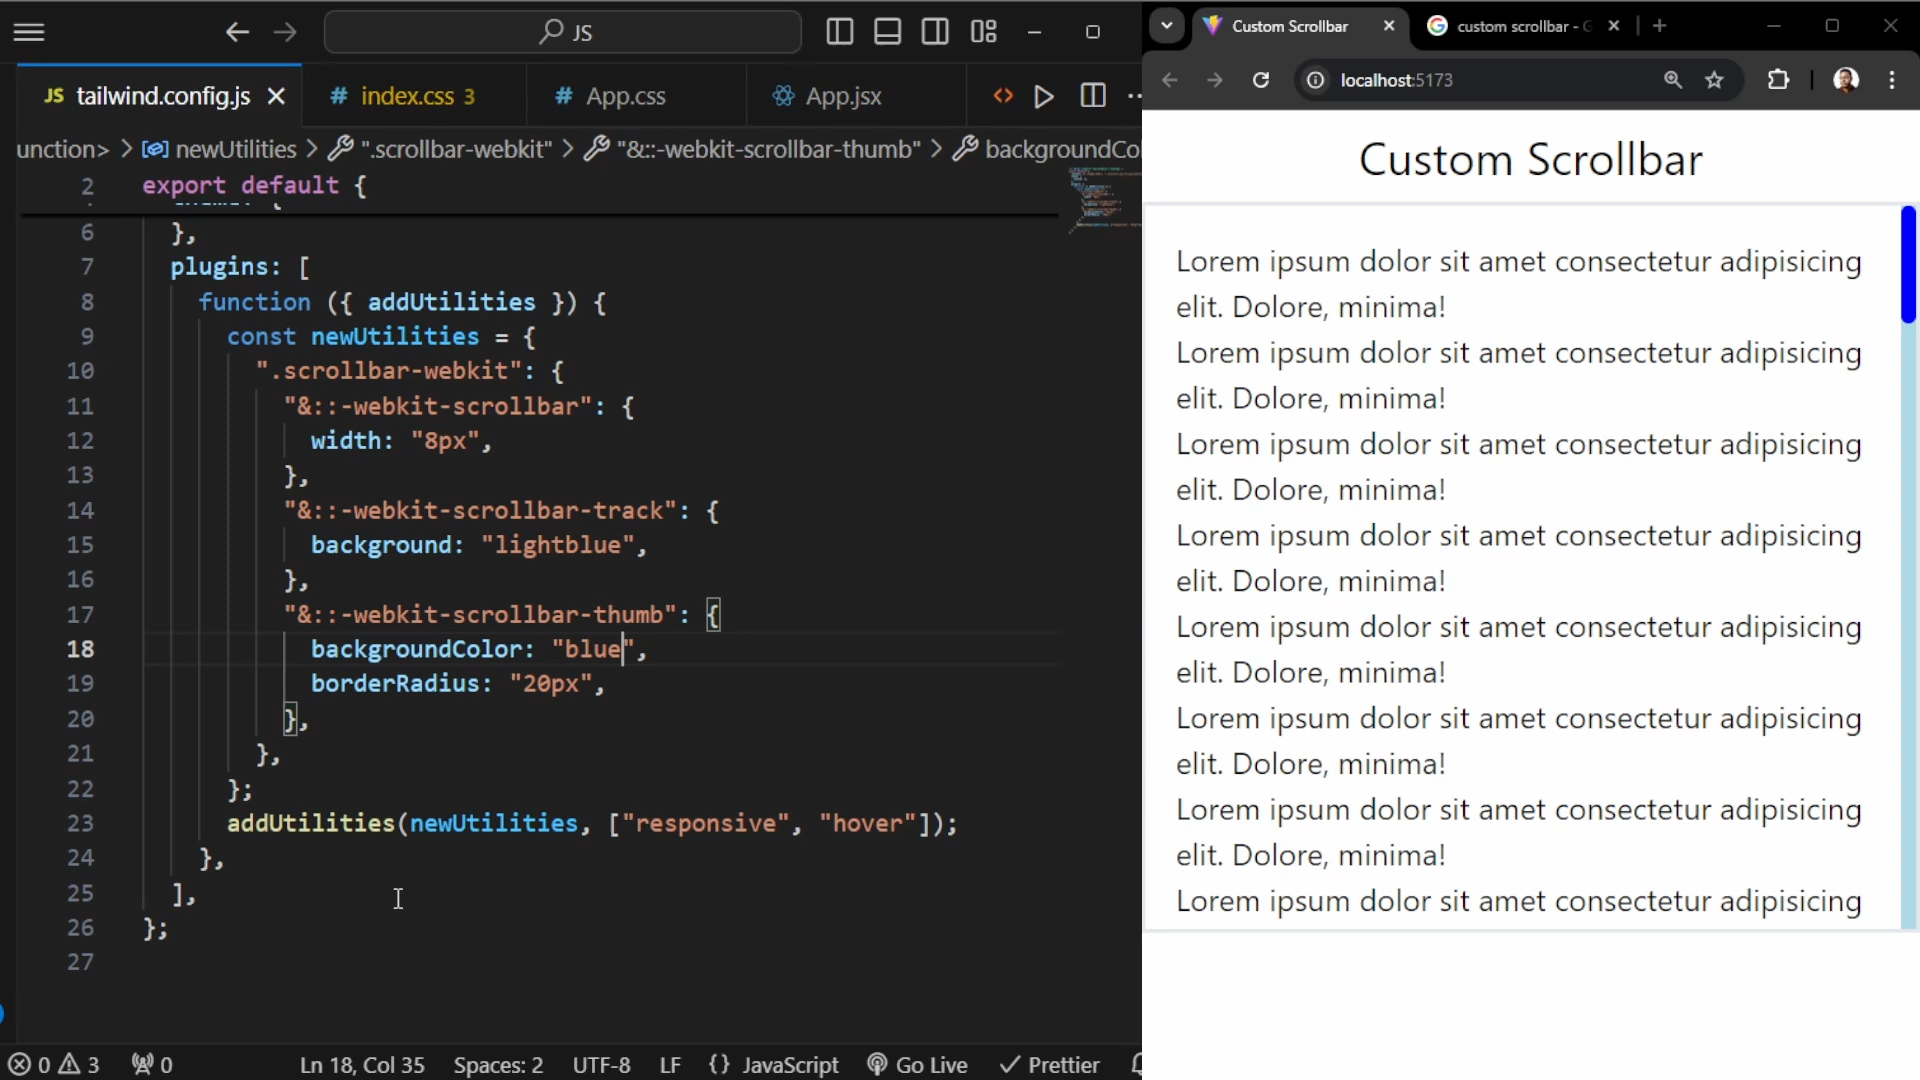 JS
JS tailwind.config.js
# index.css 3
# App.css
App.jsx
unction> > newUtilities > ".scrollbar-webkit" > "&::-webkit-scrollbar-thumb" > backgroundCo
2 export default {
6 },
7 plugins: [
8 function ({ addUtilities }) {
9 const newUtilities = {
10 ".scrollbar-webkit": {
11 "&::-webkit-scrollbar": {
12 width: "8px",
13 },
14 "&::-webkit-scrollbar-track": {
15 background: "lightblue",
16 },
17 "&::-webkit-scrollbar-thumb": {
18 backgroundColor: "blue",
19 borderRadius: "20px",
20 },
21 },
22 };
23 addUtilities(newUtilities, ["responsive", "hover"]);
24 },
25 ],
26 };
27
0 3 0 Ln 18, Col 35 Spaces: 2 UTF-8 LF {} JavaScript Go Live Prettier
Custom Scrollbar
custom scrollbar - G
localhost:5173
Custom Scrollbar
Lorem ipsum dolor sit amet consectetur adipisicing
elit. Dolore, minima!
Lorem ipsum dolor sit amet consectetur adipisicing
elit. Dolore, minima!
Lorem ipsum dolor sit amet consectetur adipisicing
elit. Dolore, minima!
Lorem ipsum dolor sit amet consectetur adipisicing
elit. Dolore, minima!
Lorem ipsum dolor sit amet consectetur adipisicing
elit. Dolore, minima!
Lorem ipsum dolor sit amet consectetur adipisicing
elit. Dolore, minima!
Lorem ipsum dolor sit amet consectetur adipisicing
elit. Dolore, minima!
Lorem ipsum dolor sit amet consectetur adipisicing